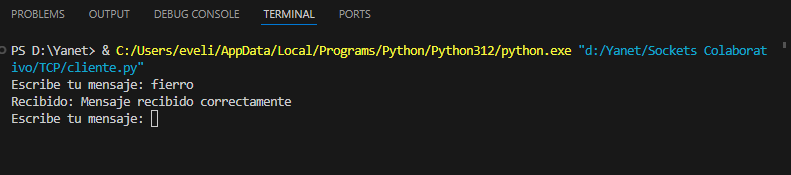 PROBLEMS OUTPUT DEBUG CONSOLE TERMINAL PORTS
PS D:\Yanet> & C:/Users/eveli/AppData/Local/Programs/Python/Python312/python.exe "d:/Yanet/Sockets Colaborat
ivo/TCP/cliente.py"
Escribe tu mensaje: fierro
Recibido: Mensaje recibido correctamente
Escribe tu mensaje: